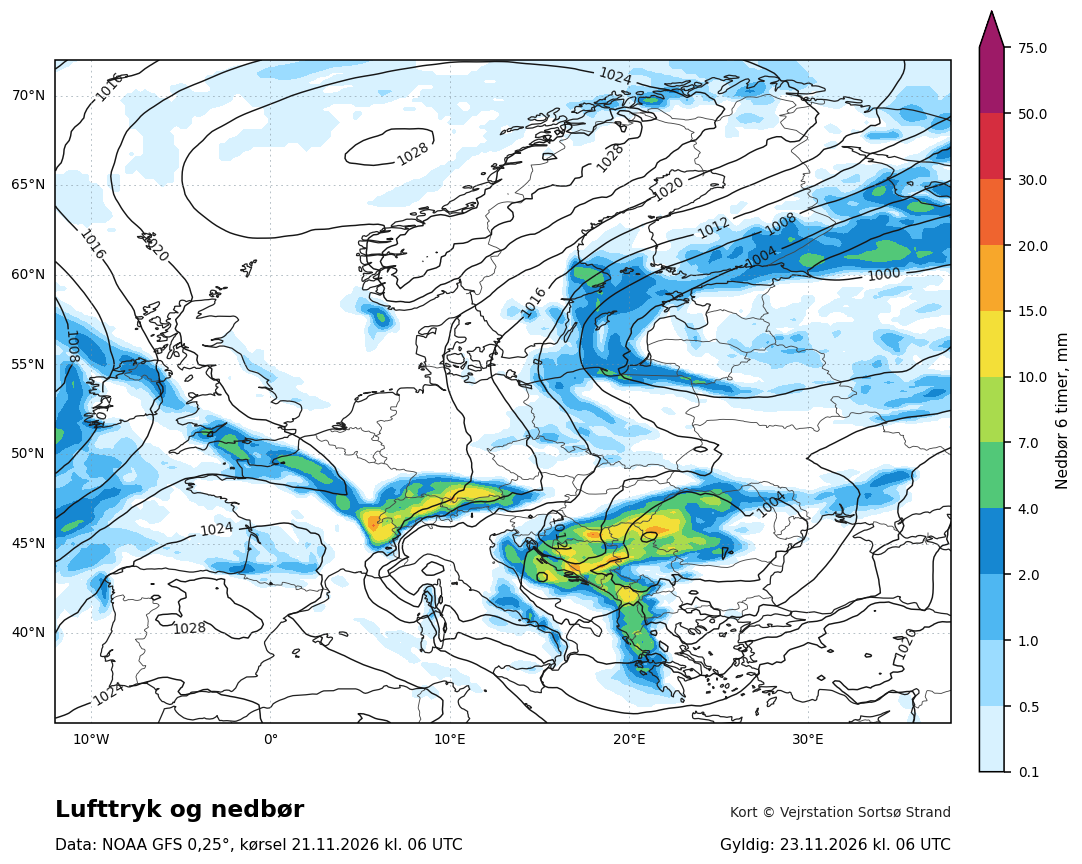 75.0
50.0
30.0
20.0
15.0
10.0
7.0
4.0
2.0
1.0
0.5
0.1
Nedbør 6 timer, mm
70°N
65°N
60°N
55°N
50°N
45°N
40°N
10°W
0°
10°E
20°E
30°E
1016
1024
1028
1028
1020
1016
1020
1012
1008
1004
1000
1016
1008
1024
1012
1004
1028
1024
1020
Lufttryk og nedbør
Kort © Vejrstation Sortsø Strand
Data: NOAA GFS 0,25°, kørsel 21.11.2026 kl. 06 UTC
Gyldig: 23.11.2026 kl. 06 UTC